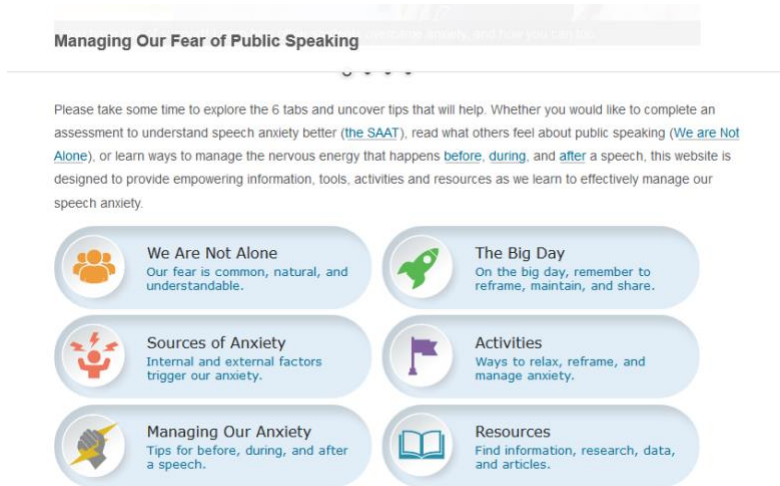 overcome anxiety, and how you can too.
Managing Our Fear of Public Speaking
Please take some time to explore the 6 tabs and uncover tips that will help. Whether you would like to complete an
assessment to understand speech anxiety better (the SAAT), read what others feel about public speaking (We are Not
Alone), or learn ways to manage the nervous energy that happens before, during, and after a speech, this website is
designed to provide empowering information, tools, activities and resources as we learn to effectively manage our
speech anxiety.
We Are Not Alone
Our fear is common, natural, and
understandable.
The Big Day
On the big day, remember to
reframe, maintain, and share.
Sources of Anxiety
Internal and external factors
trigger our anxiety.
Activities
Ways to relax, reframe, and
manage anxiety.
Managing Our Anxiety
Tips for before, during, and after
a speech.
Resources
Find information, research, data,
and articles.